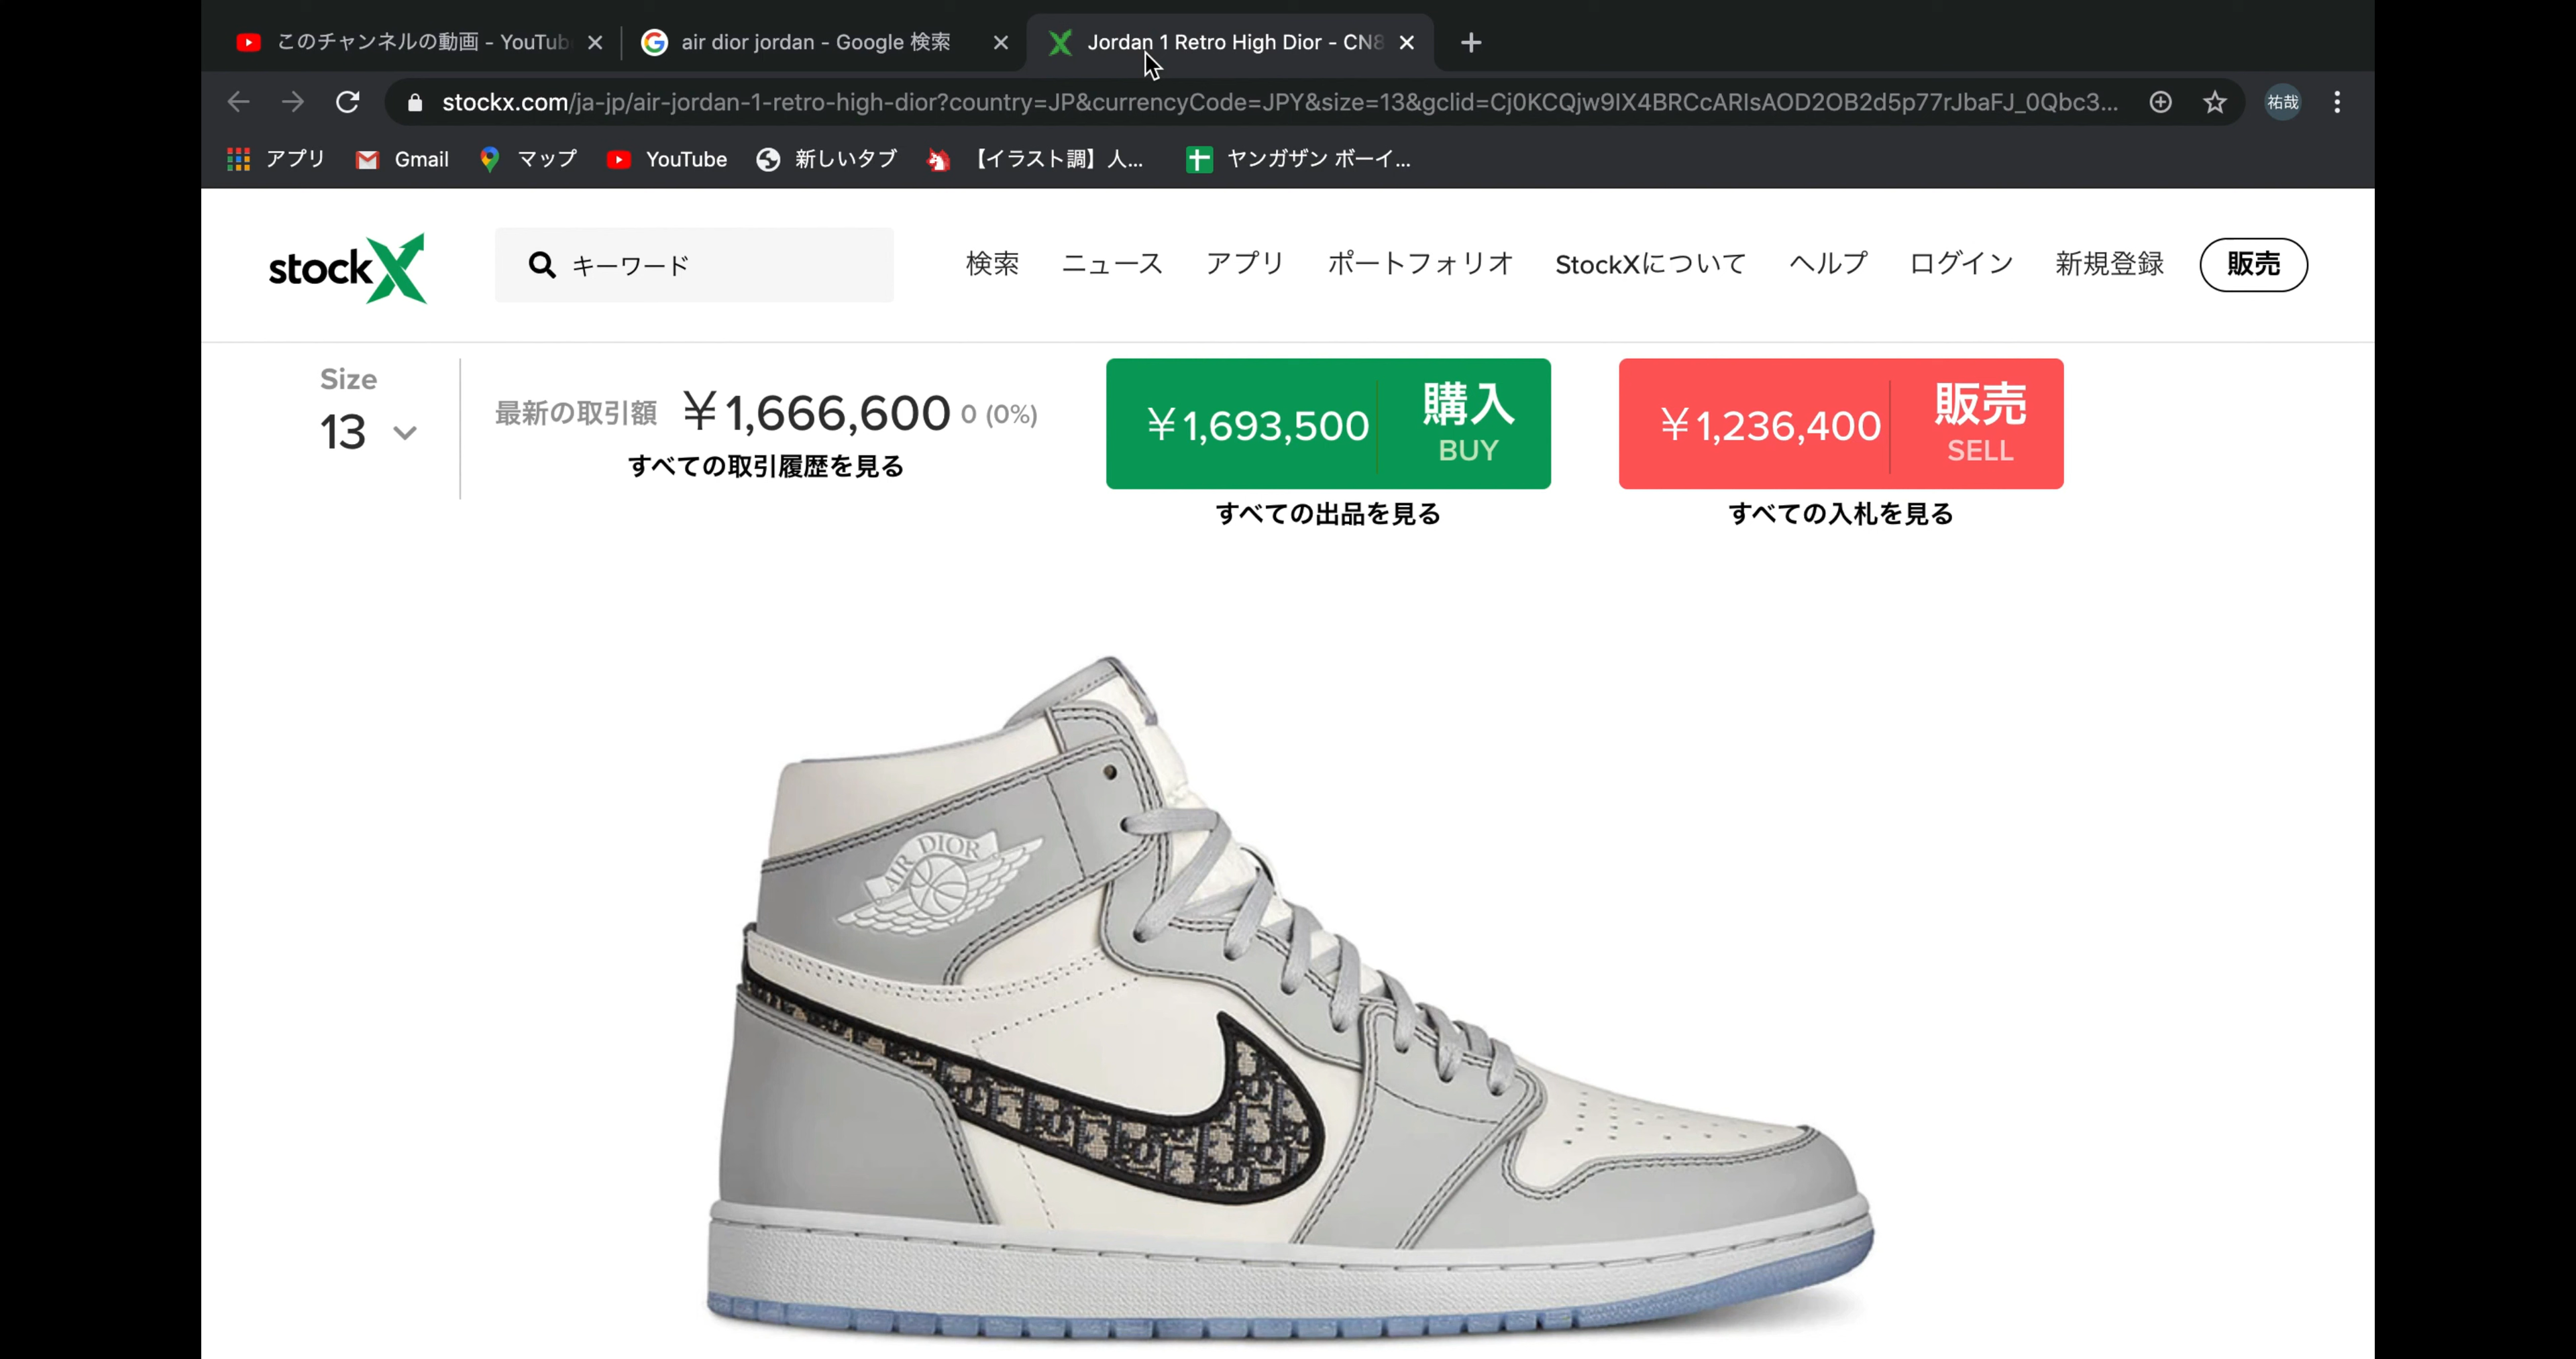 このチャンネルの動画 - YouTub
air dior jordan - Google 検索
Jordan 1 Retro High Dior - CN8
stockx.com/ja-jp/air-jordan-1-retro-high-dior?country=JP&currencyCode=JPY&size=13&gclid=Cj0KCQjw9IX4BRCcARIsAOD2OB2d5p77rJbaFJ_0Qbc3...
祐哉
アプリ Gmail マップ YouTube 新しいタブ 【イラスト調】人... ヤンガザン ボーイ...
stockX
キーワード
検索 ニュース アプリ ポートフォリオ StockXについて ヘルプ ログイン 新規登録 販売
Size
13
最新の取引額 ¥1,666,600 0 (0%)
すべての取引履歴を見る
¥1,693,500 購入
BUY
すべての出品を見る
¥1,236,400 販売
SELL
すべての入札を見る
AIR DIOR